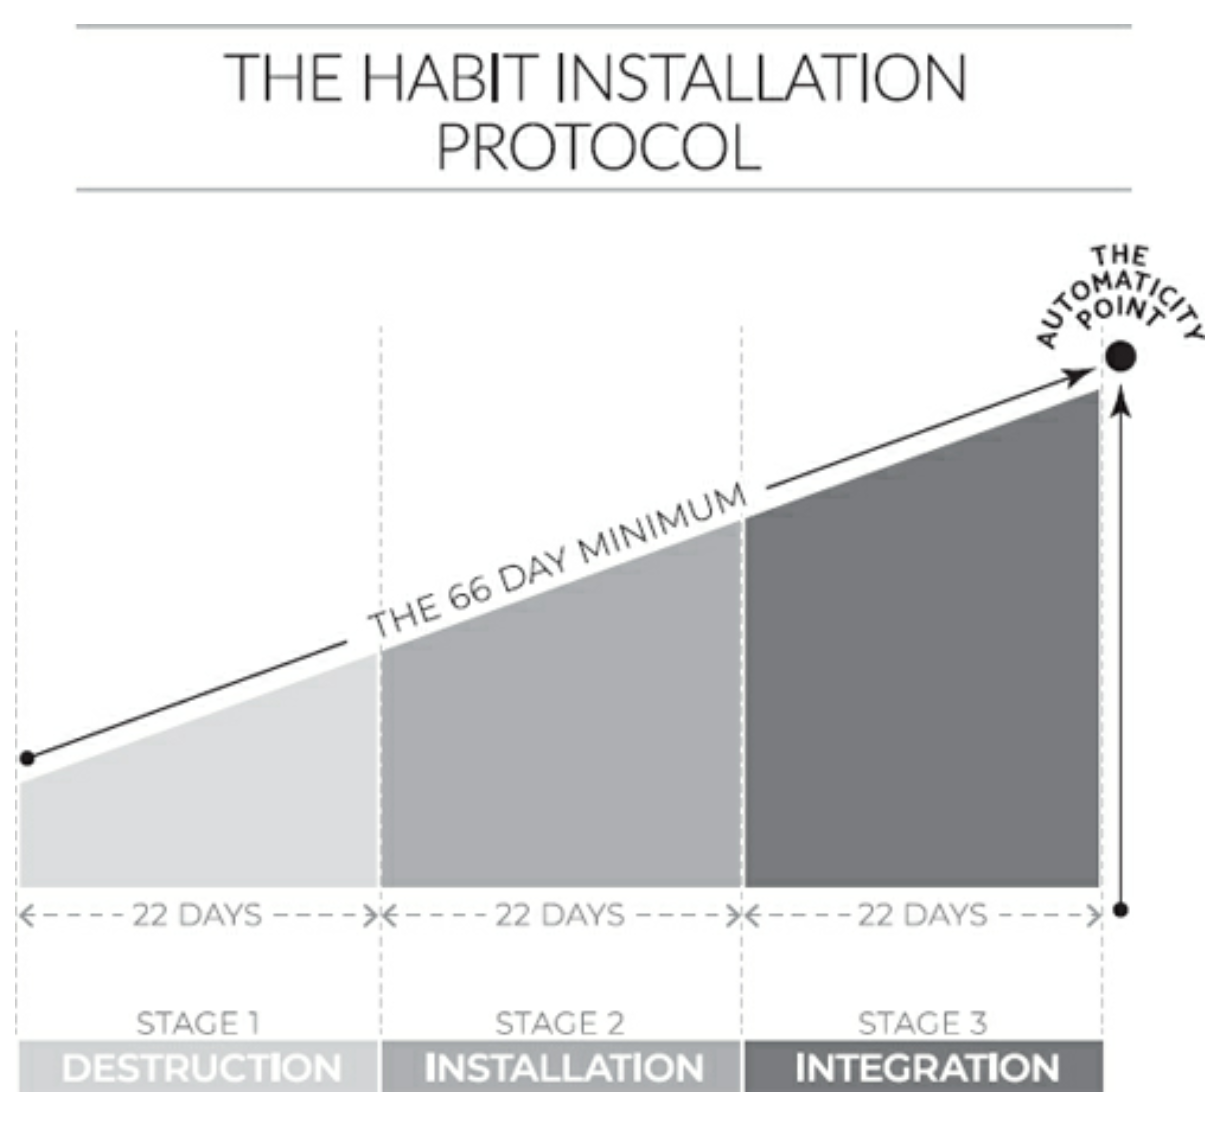 THE HABIT INSTALLATION
PROTOCOL
THE
AUTOMATICITY
POINT
THE 66 DAY MINIMUM
22 DAYS
22 DAYS
22 DAYS
STAGE 1
STAGE 2
STAGE 3
DESTRUCTION
INSTALLATION
INTEGRATION